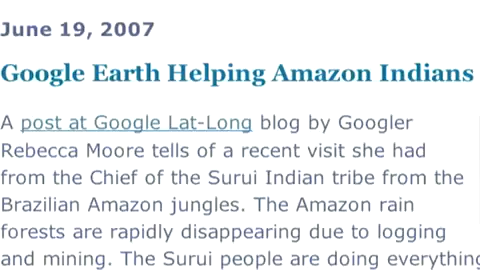 June 19, 2007
Google Earth Helping Amazon Indians
A post at Google Lat-Long blog by Googler
Rebecca Moore tells of a recent visit she had
from the Chief of the Surui Indian tribe from the
Brazilian Amazon jungles. The Amazon rain
forests are rapidly disappearing due to logging
and mining. The Surui people are doing everything